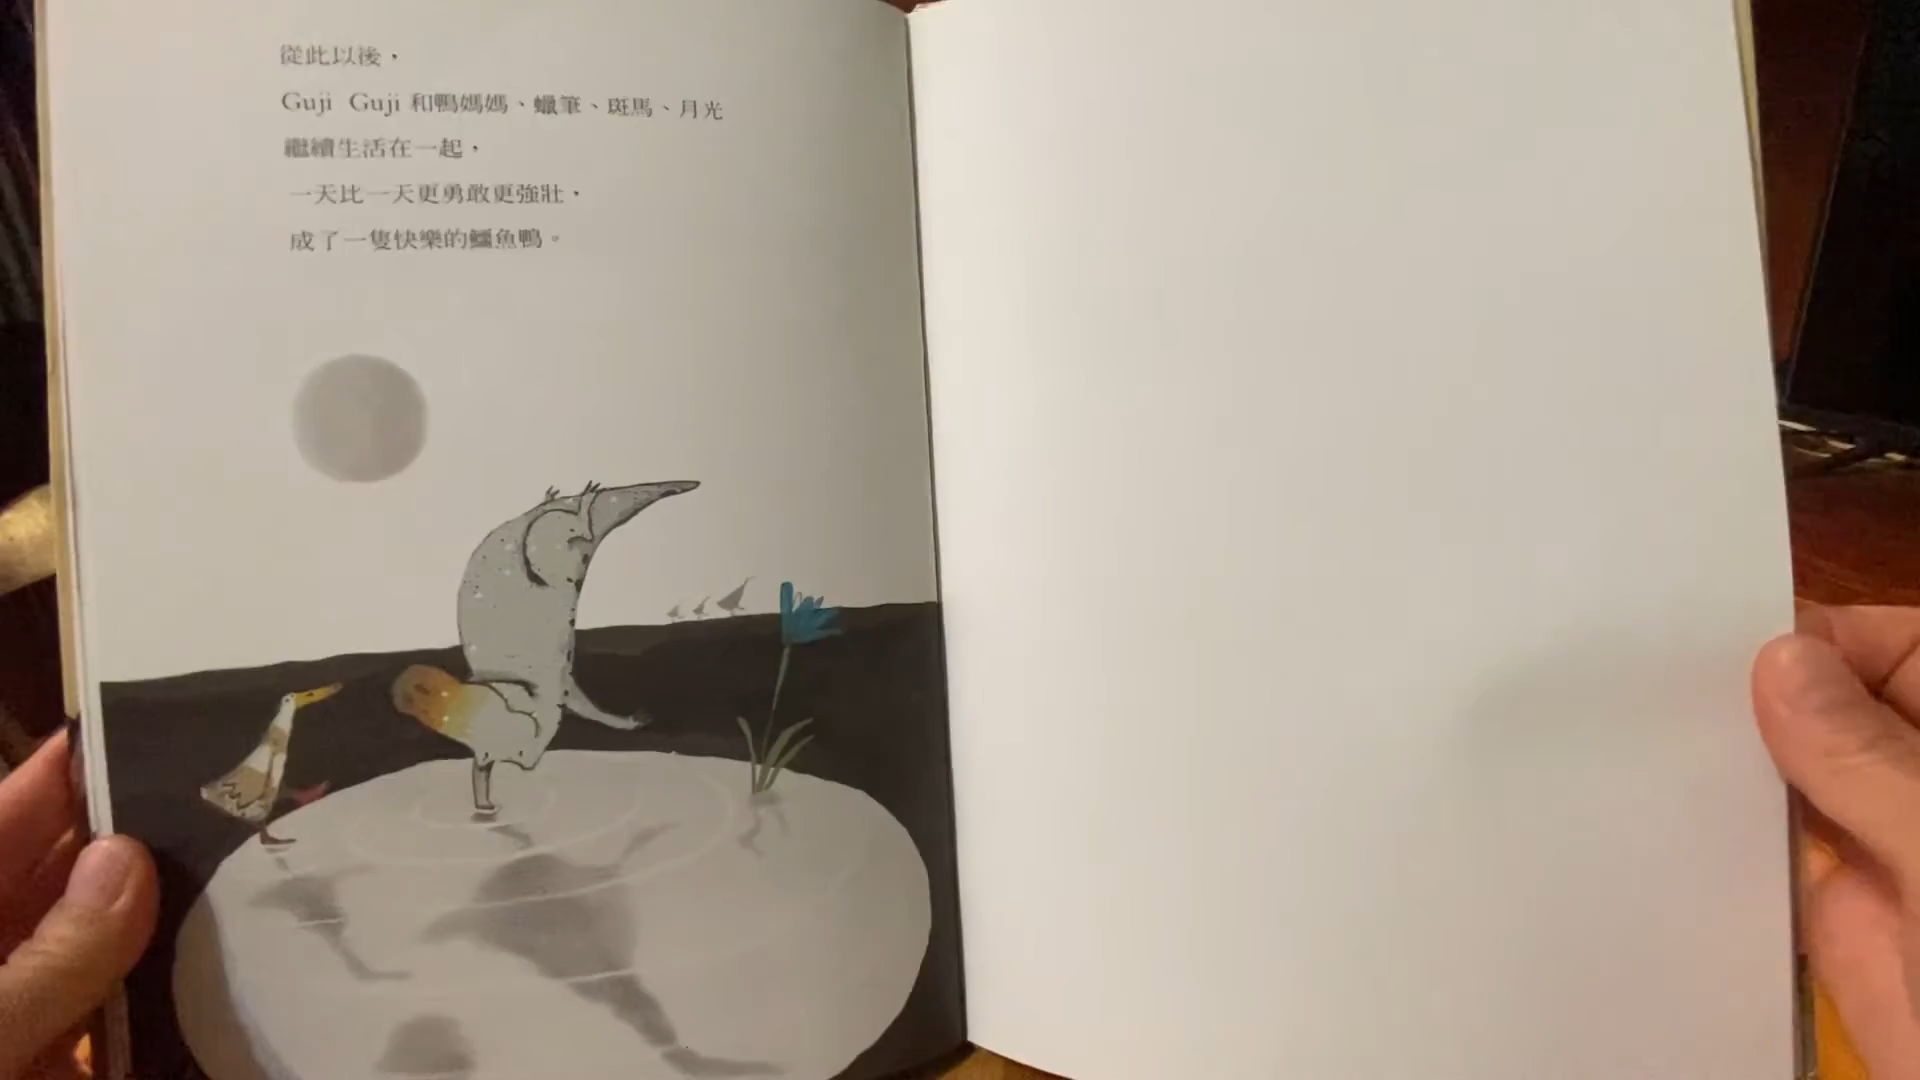 從此以後，
Guji Guji 和鴨媽媽、蠟筆、斑馬、月光
繼續生活在一起，
一天比一天更勇敢更強壯，
成了一隻快樂的鱷魚鴨。